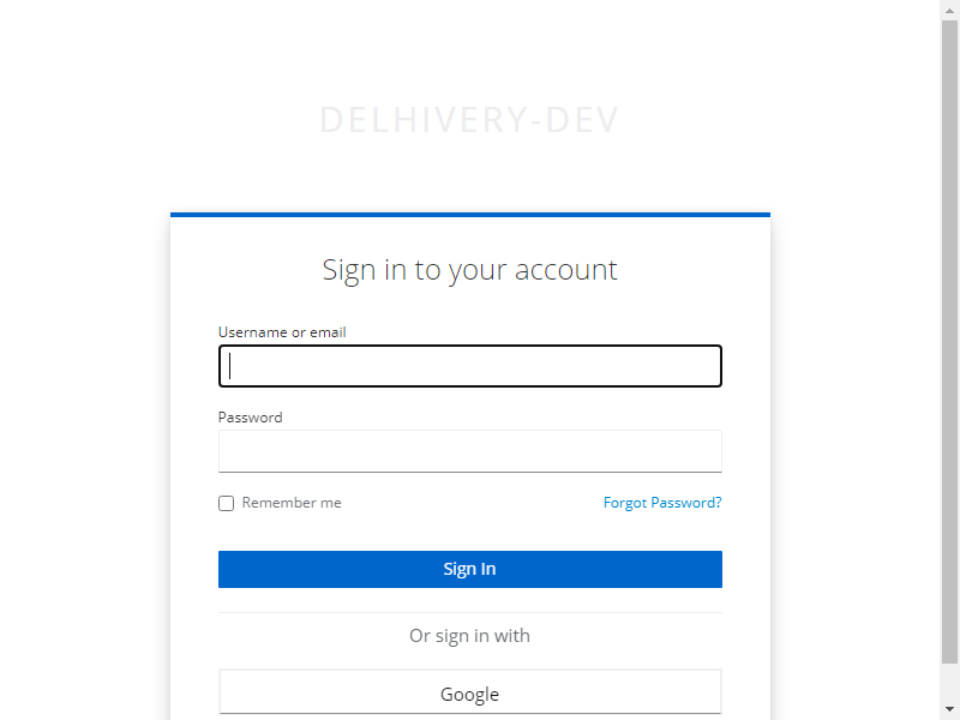 DELHIVERY-DEV
Sign in to your account
Username or email
Password
Remember me
Forgot Password?
Sign In
Or sign in with
Google